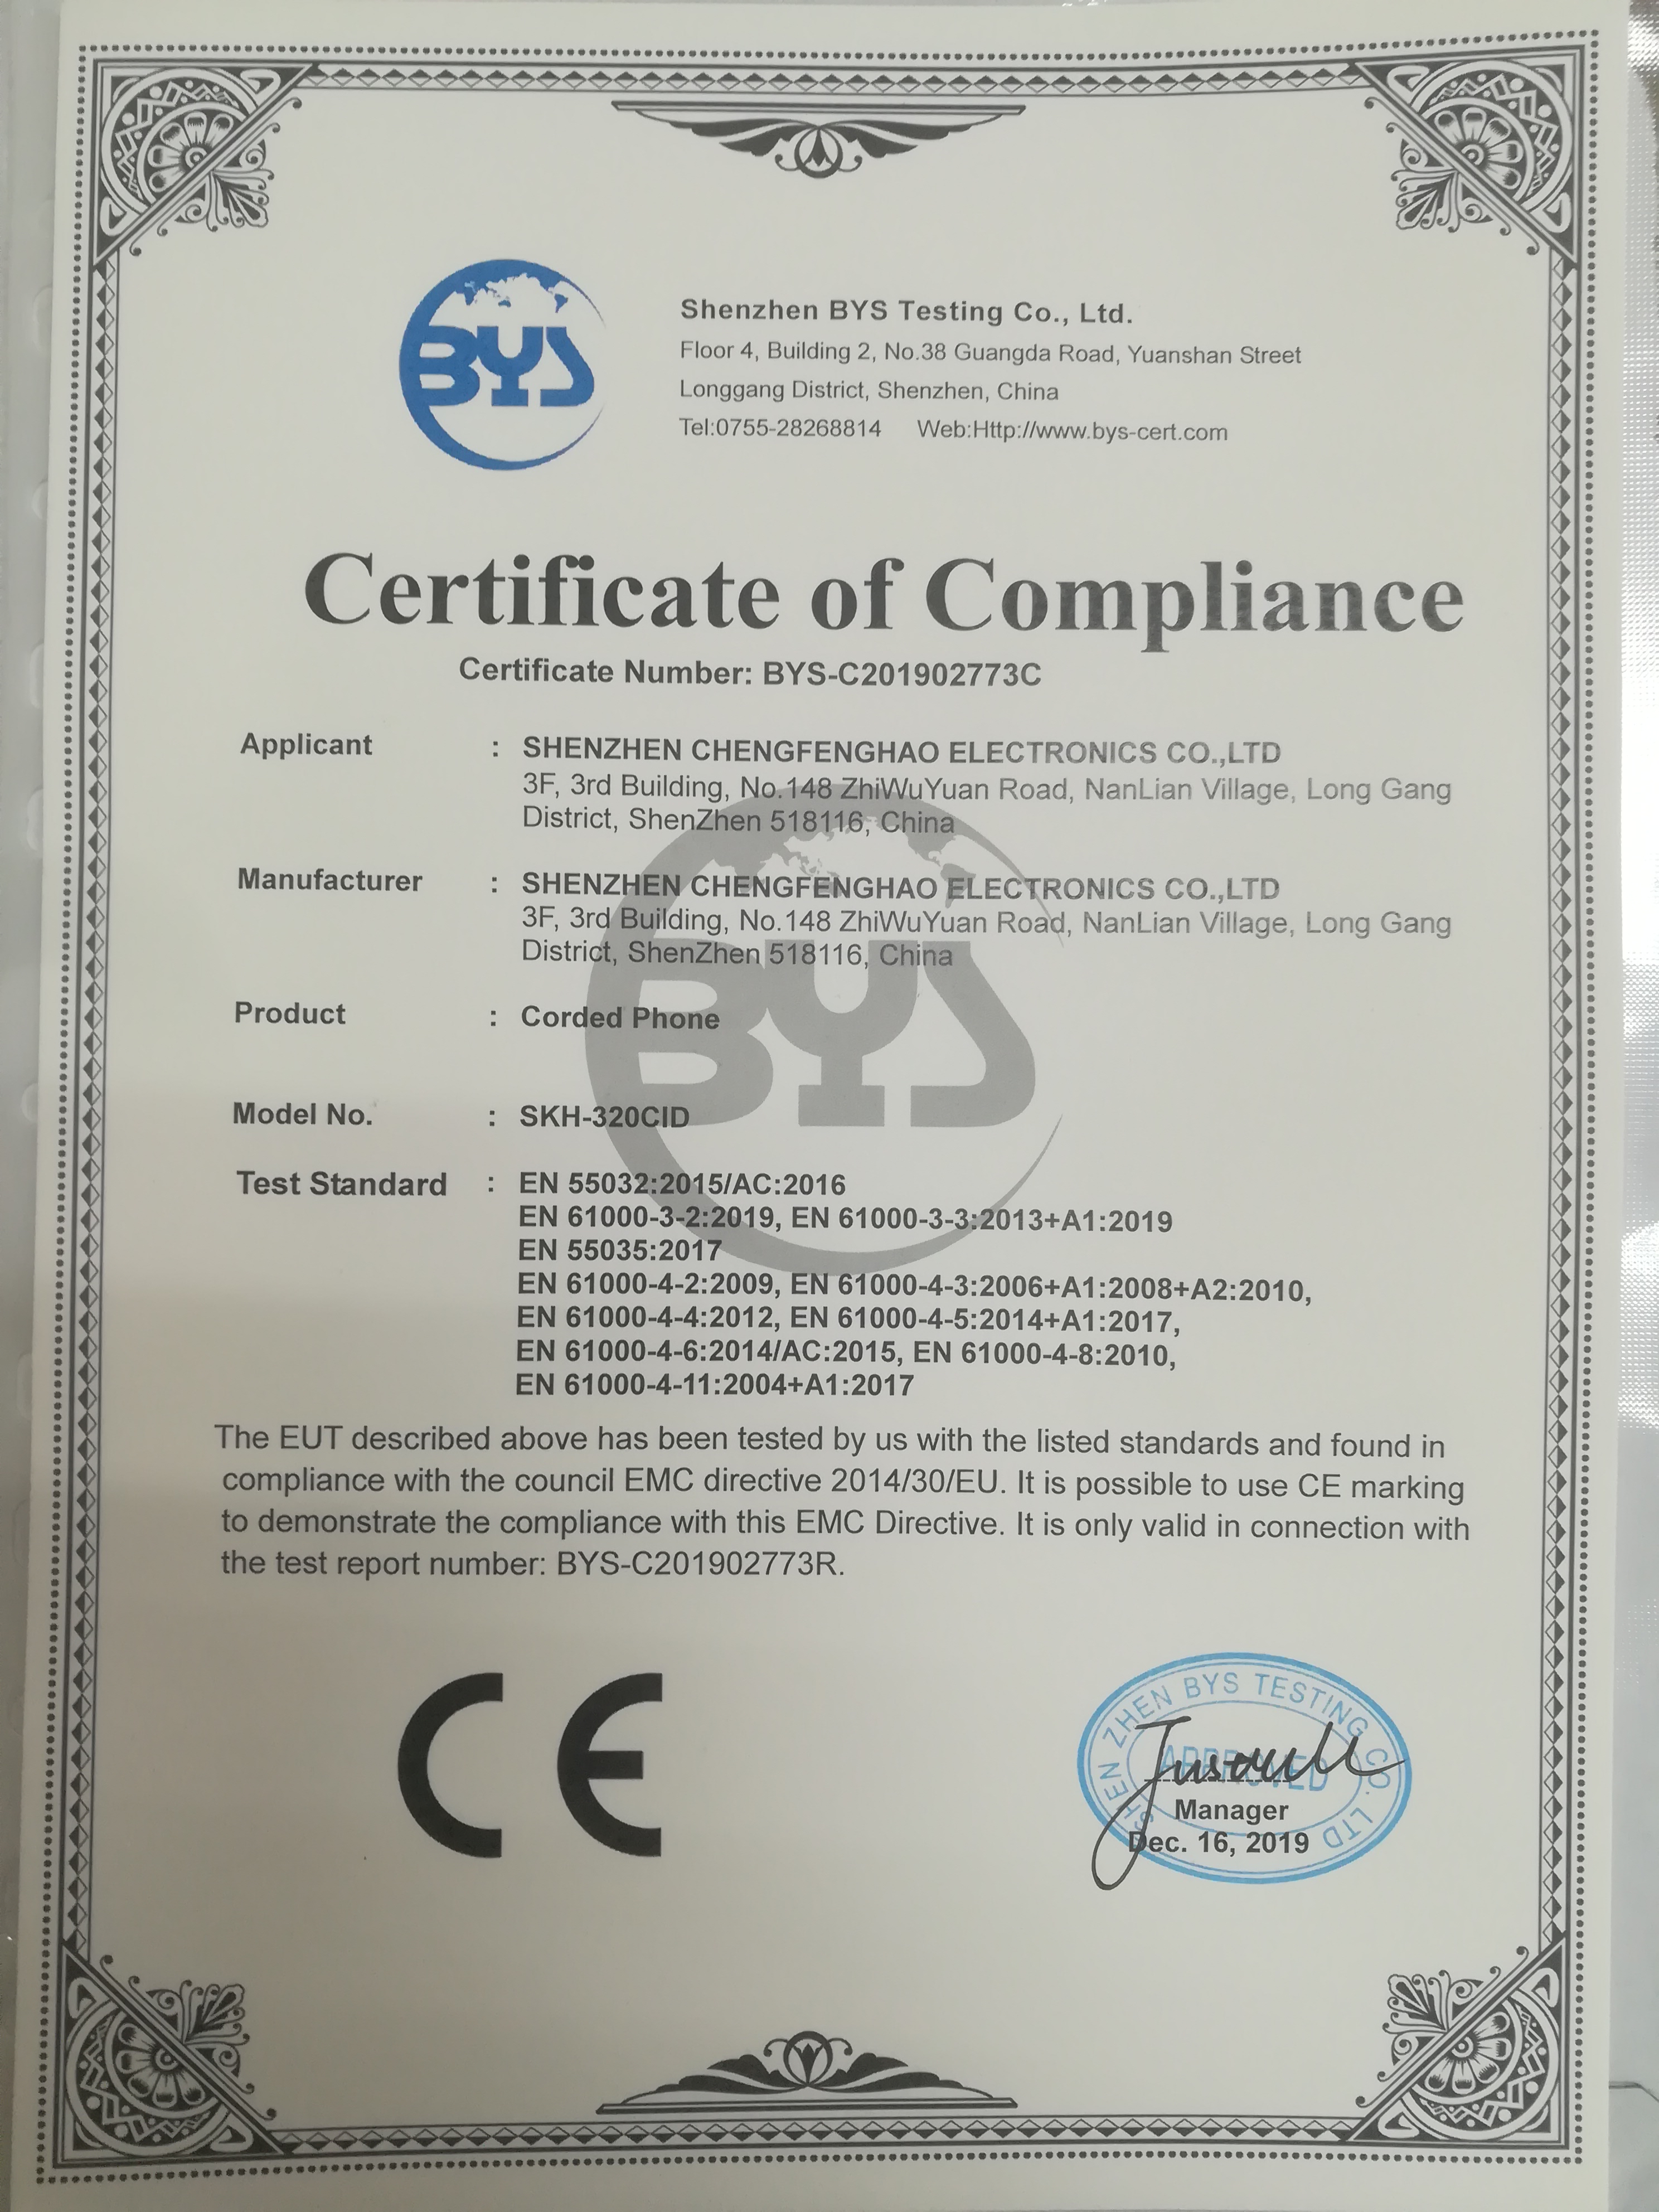 BYS
Shenzhen BYS Testing Co., Ltd.
Floor 4, Building 2, No.38 Guangda Road, Yuanshan Street
Longgang District, Shenzhen, China
Tel:0755-28268814 Web:Http://www.bys-cert.com
Certificate of Compliance
Certificate Number: BYS-C201902773C
Applicant : SHENZHEN CHENGFENGHAO ELECTRONICS CO.,LTD
3F, 3rd Building, No.148 ZhiWuYuan Road, NanLian Village, Long Gang
District, ShenZhen 518116, China
Manufacturer : SHENZHEN CHENGFENGHAO ELECTRONICS CO.,LTD
3F, 3rd Building, No.148 ZhiWuYuan Road, NanLian Village, Long Gang
District, ShenZhen 518116, China
BYS
Product : Corded Phone
Model No. : SKH-320CID
Test Standard : EN 55032:2015/AC:2016
EN 61000-3-2:2019, EN 61000-3-3:2013+A1:2019
EN 55035:2017
EN 61000-4-2:2009, EN 61000-4-3:2006+A1:2008+A2:2010,
EN 61000-4-4:2012, EN 61000-4-5:2014+A1:2017,
EN 61000-4-6:2014/AC:2015, EN 61000-4-8:2010,
EN 61000-4-11:2004+A1:2017
The EUT described above has been tested by us with the listed standards and found in
compliance with the council EMC directive 2014/30/EU. It is possible to use CE marking
to demonstrate the compliance with this EMC Directive. It is only valid in connection with
the test report number: BYS-C201902773R.
CE
SHEN ZHEN BYS TESTING CO. LTD
APPROVED
Manager
Dec. 16, 2019